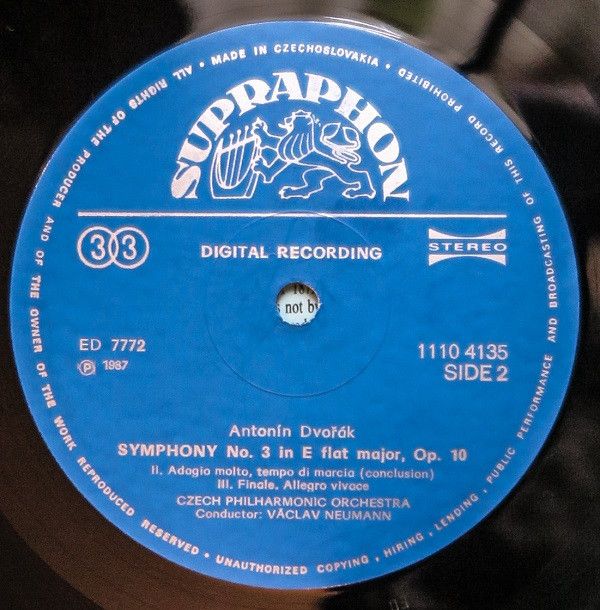 ALL RIGHTS OF THE PRODUCER AND OF THE OWNER OF THE WORK REPRODUCED RESERVED • UNAUTHORIZED COPYING, HIRING, LENDING, PUBLIC PERFORMANCE AND BROADCASTING OF THIS RECORD PROHIBITED • MADE IN CZECHOSLOVAKIA •
SUPRAPHON
33 DIGITAL RECORDING STEREO
not b
ED 7772 1110 4135
Ⓟ 1987 SIDE 2
Antonín Dvořák
SYMPHONY No. 3 in E flat major, Op. 10
II. Adagio molto, tempo di marcia (conclusion)
III. Finale. Allegro vivace
CZECH PHILHARMONIC ORCHESTRA
Conductor: VÁCLAV NEUMANN